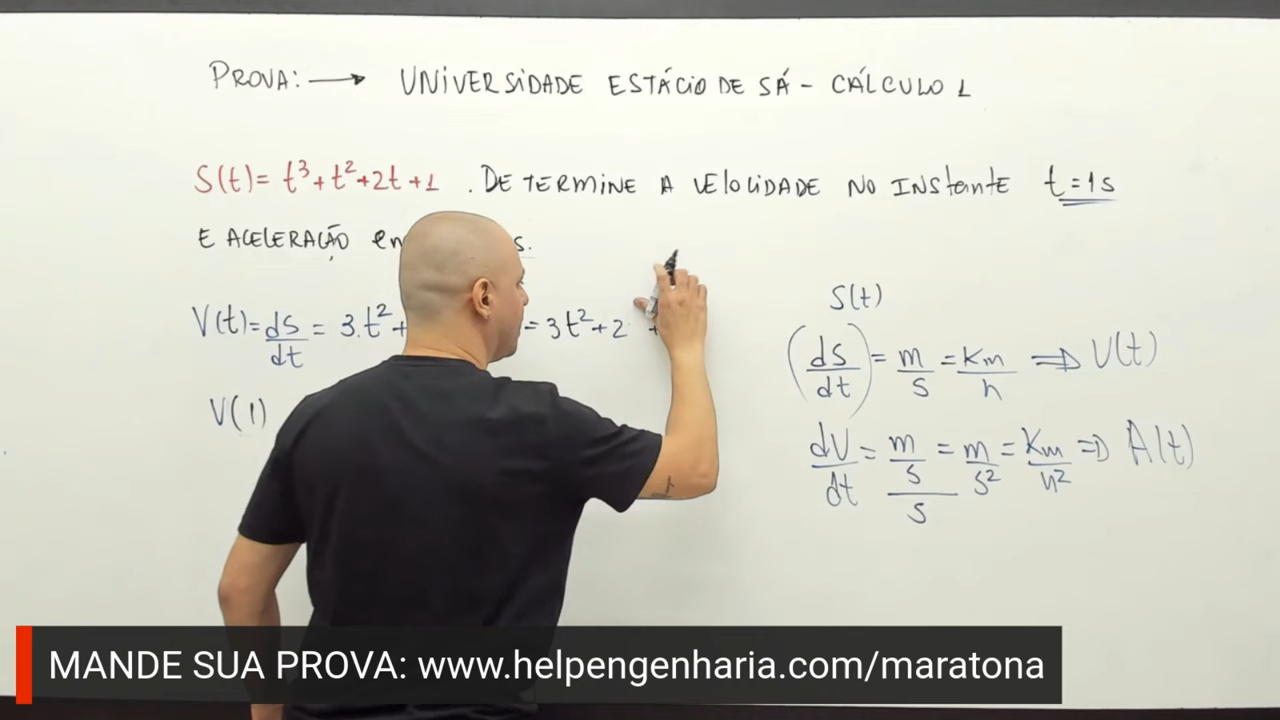 PROVA: → UNIVERSIDADE ESTÁCIO DE SÁ - CÁLCULO 1
S(t)= t³+t²+2t+1 . DETERMINE A VELOCIDADE NO INSTANTE t=1s
E ACELERAÇÃO s.
V(t)=dS/dt = 3.t²+ = 3t²+2 +
V(1)
S(t)
(dS/dt)= m/s = Km/h ⇒ V(t)
dV/dt = m/s/s = m/s² = Km/h² ⇒ A(t)
MANDE SUA PROVA: www.helpengenharia.com/maratona